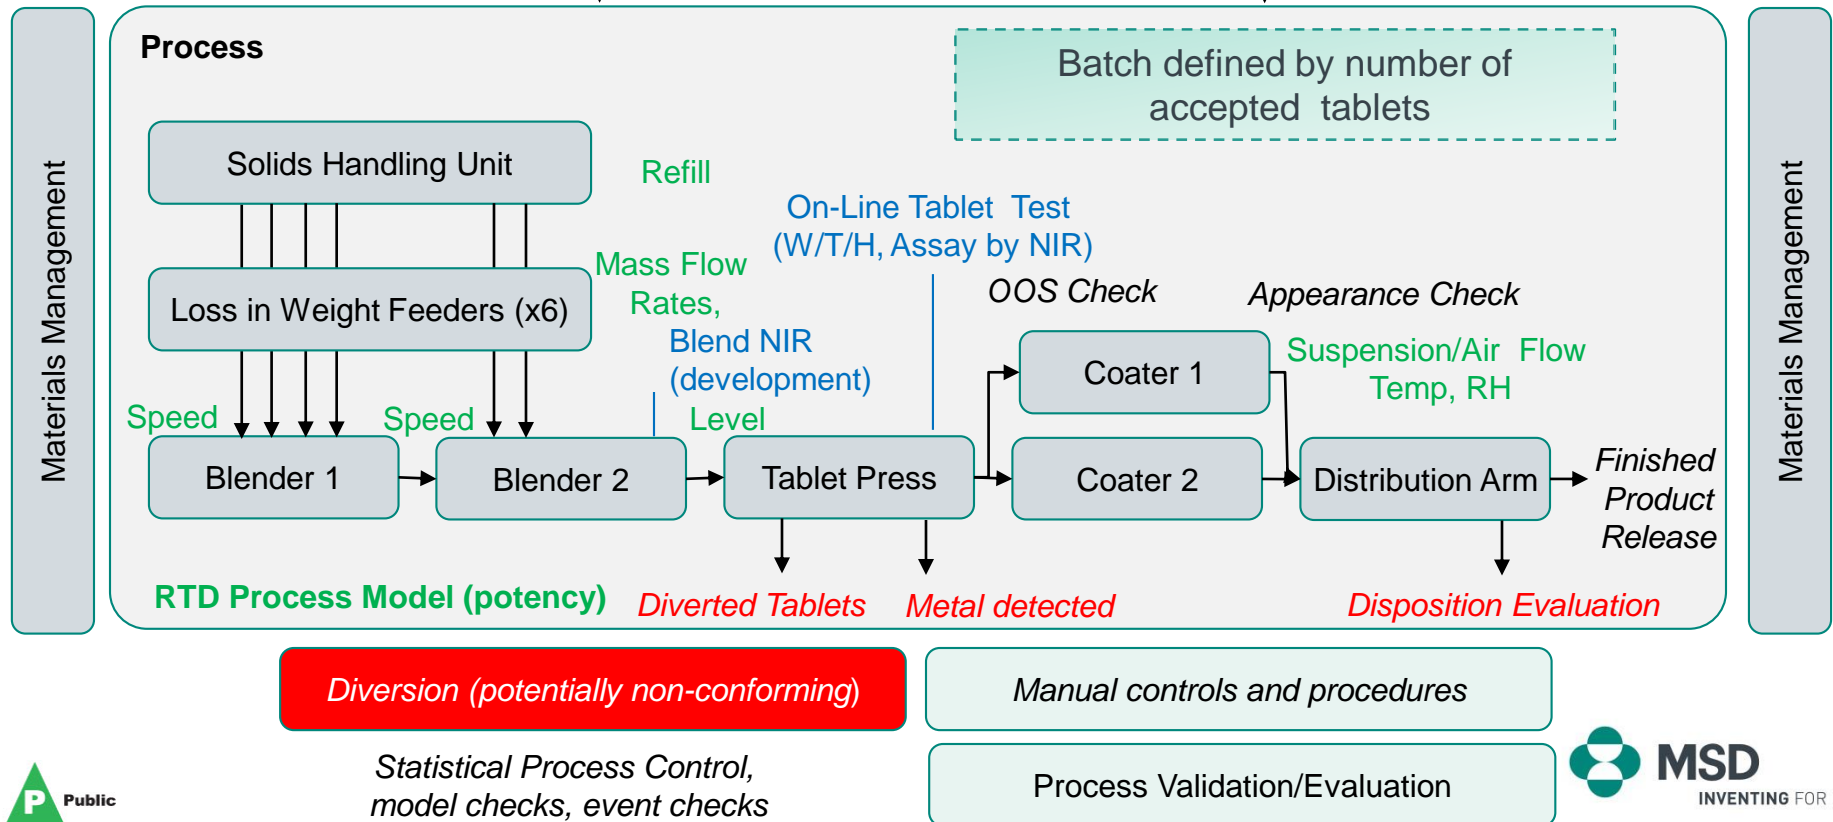 Process
Batch defined by number of
accepted tablets
Materials Management
Solids Handling Unit
Refill
On-Line Tablet Test
(W/T/H, Assay by NIR)
Mass Flow
Rates,
Loss in Weight Feeders (x6)
OOS Check
Appearance Check
Blend NIR
(development)
Coater 1
Suspension/Air Flow
Temp, RH
Speed
Speed
Level
Blender 1
Blender 2
Tablet Press
Coater 2
Distribution Arm
Finished
Product
Release
RTD Process Model (potency)
Diverted Tablets
Metal detected
Disposition Evaluation
Materials Management
Diversion (potentially non-conforming)
Manual controls and procedures
Statistical Process Control,
model checks, event checks
Process Validation/Evaluation
P Public
MSD
INVENTING FOR